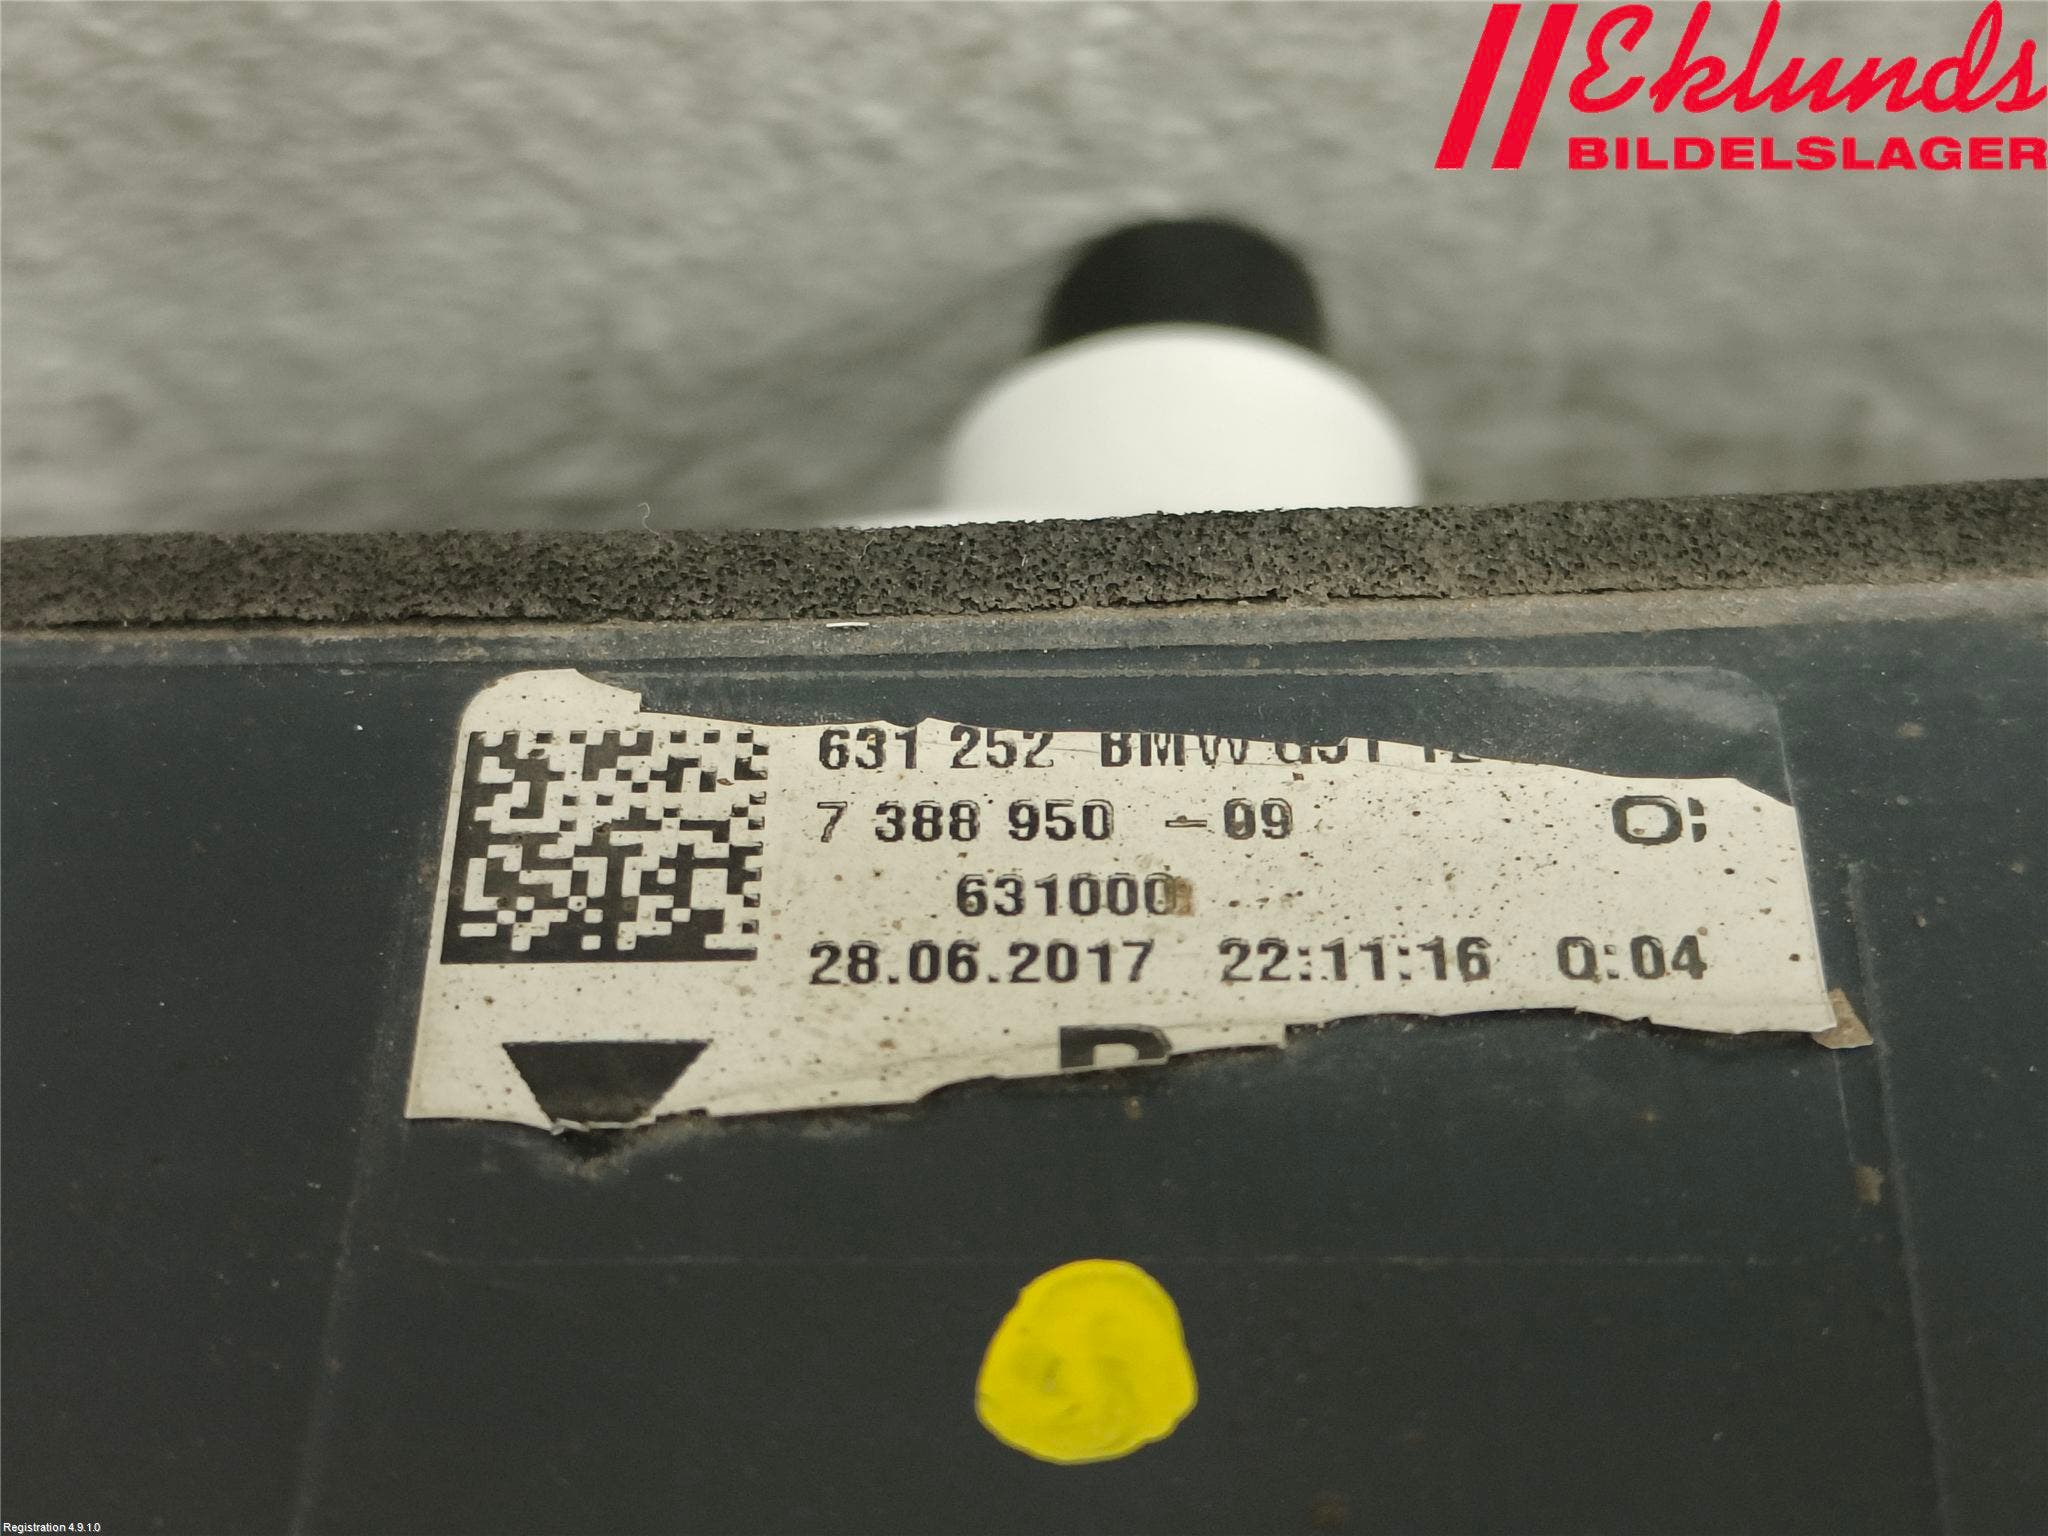 Eklunds
BILDELSLAGER
631 252 BMW
7 388 950 -09
631000
28.06.2017 22:11:16 Q:04
Registration 4.9.1.0